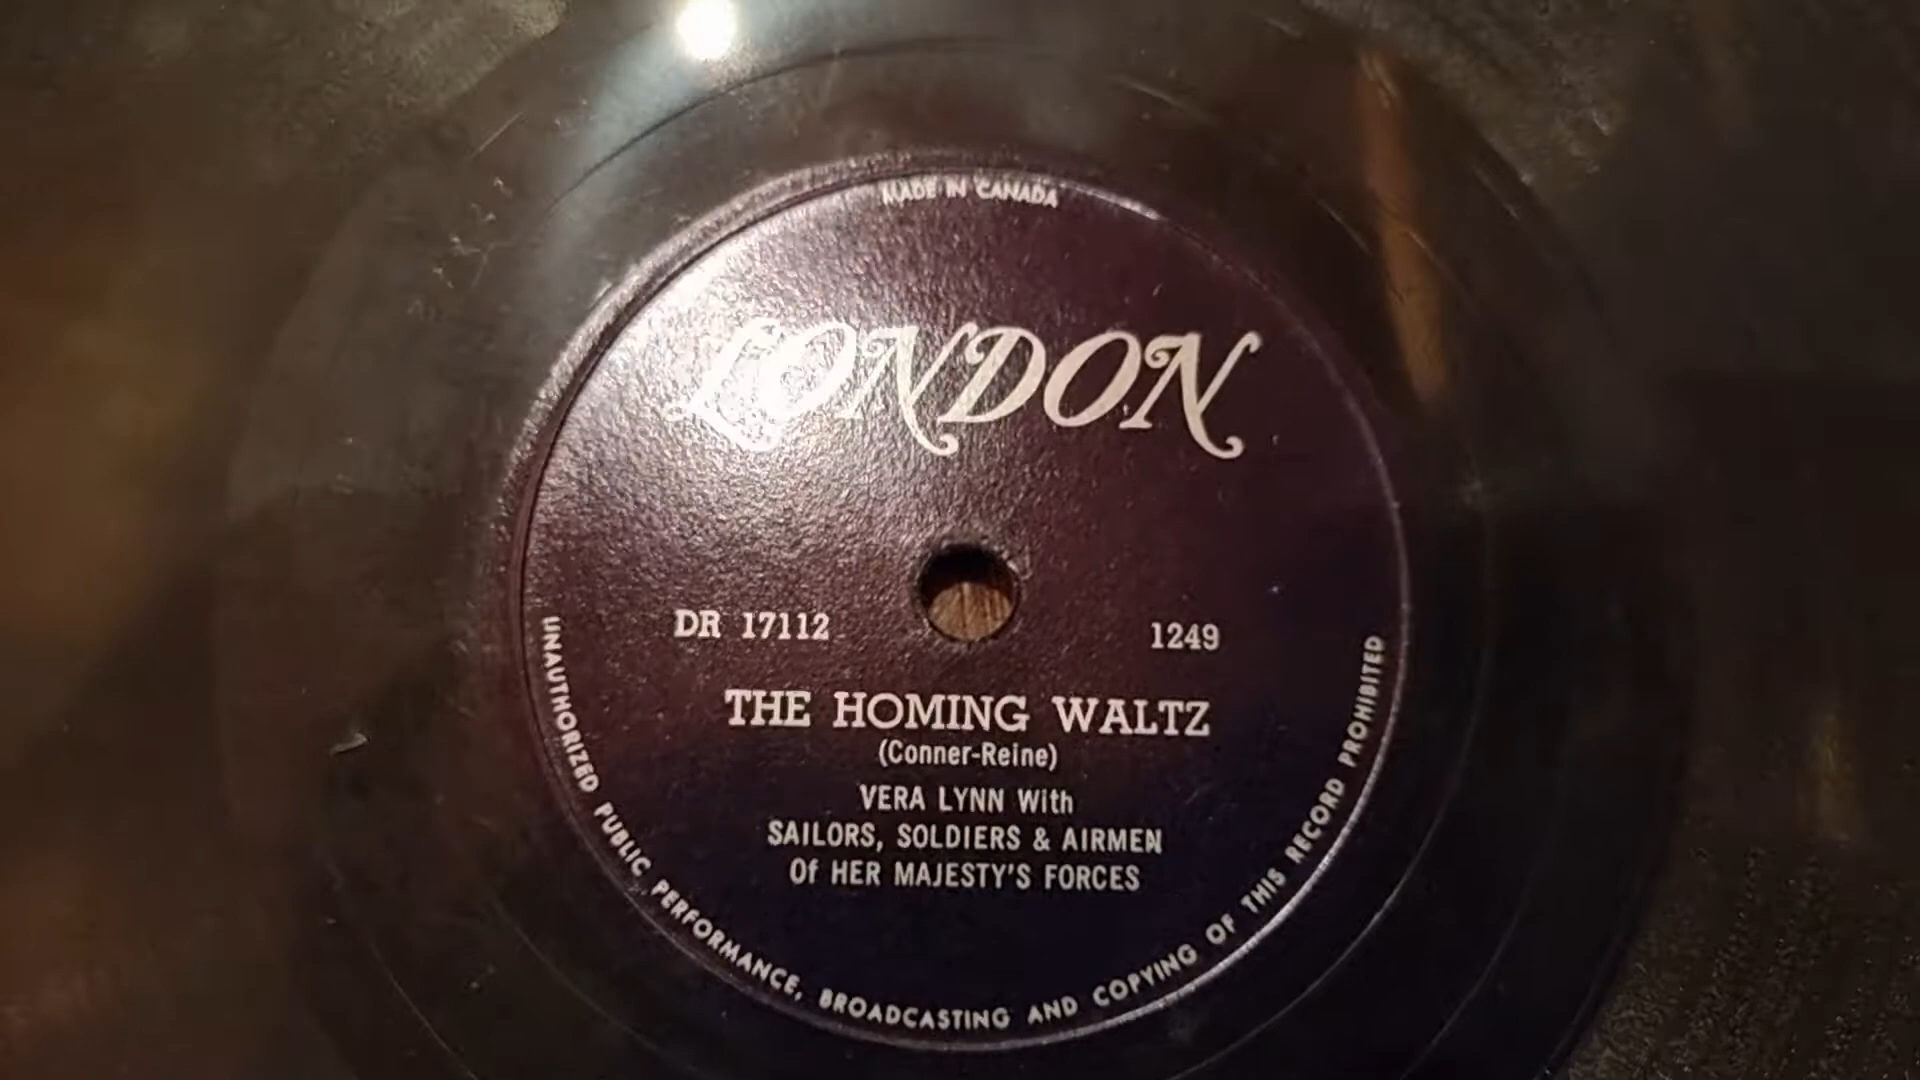 MADE IN CANADA
LONDON
DR 17112 1249
THE HOMING WALTZ
(Conner-Reine)
VERA LYNN With
SAILORS, SOLDIERS & AIRMEN
Of HER MAJESTY'S FORCES
UNAUTHORIZED PUBLIC PERFORMANCE, BROADCASTING AND COPYING OF THIS RECORD PROHIBITED